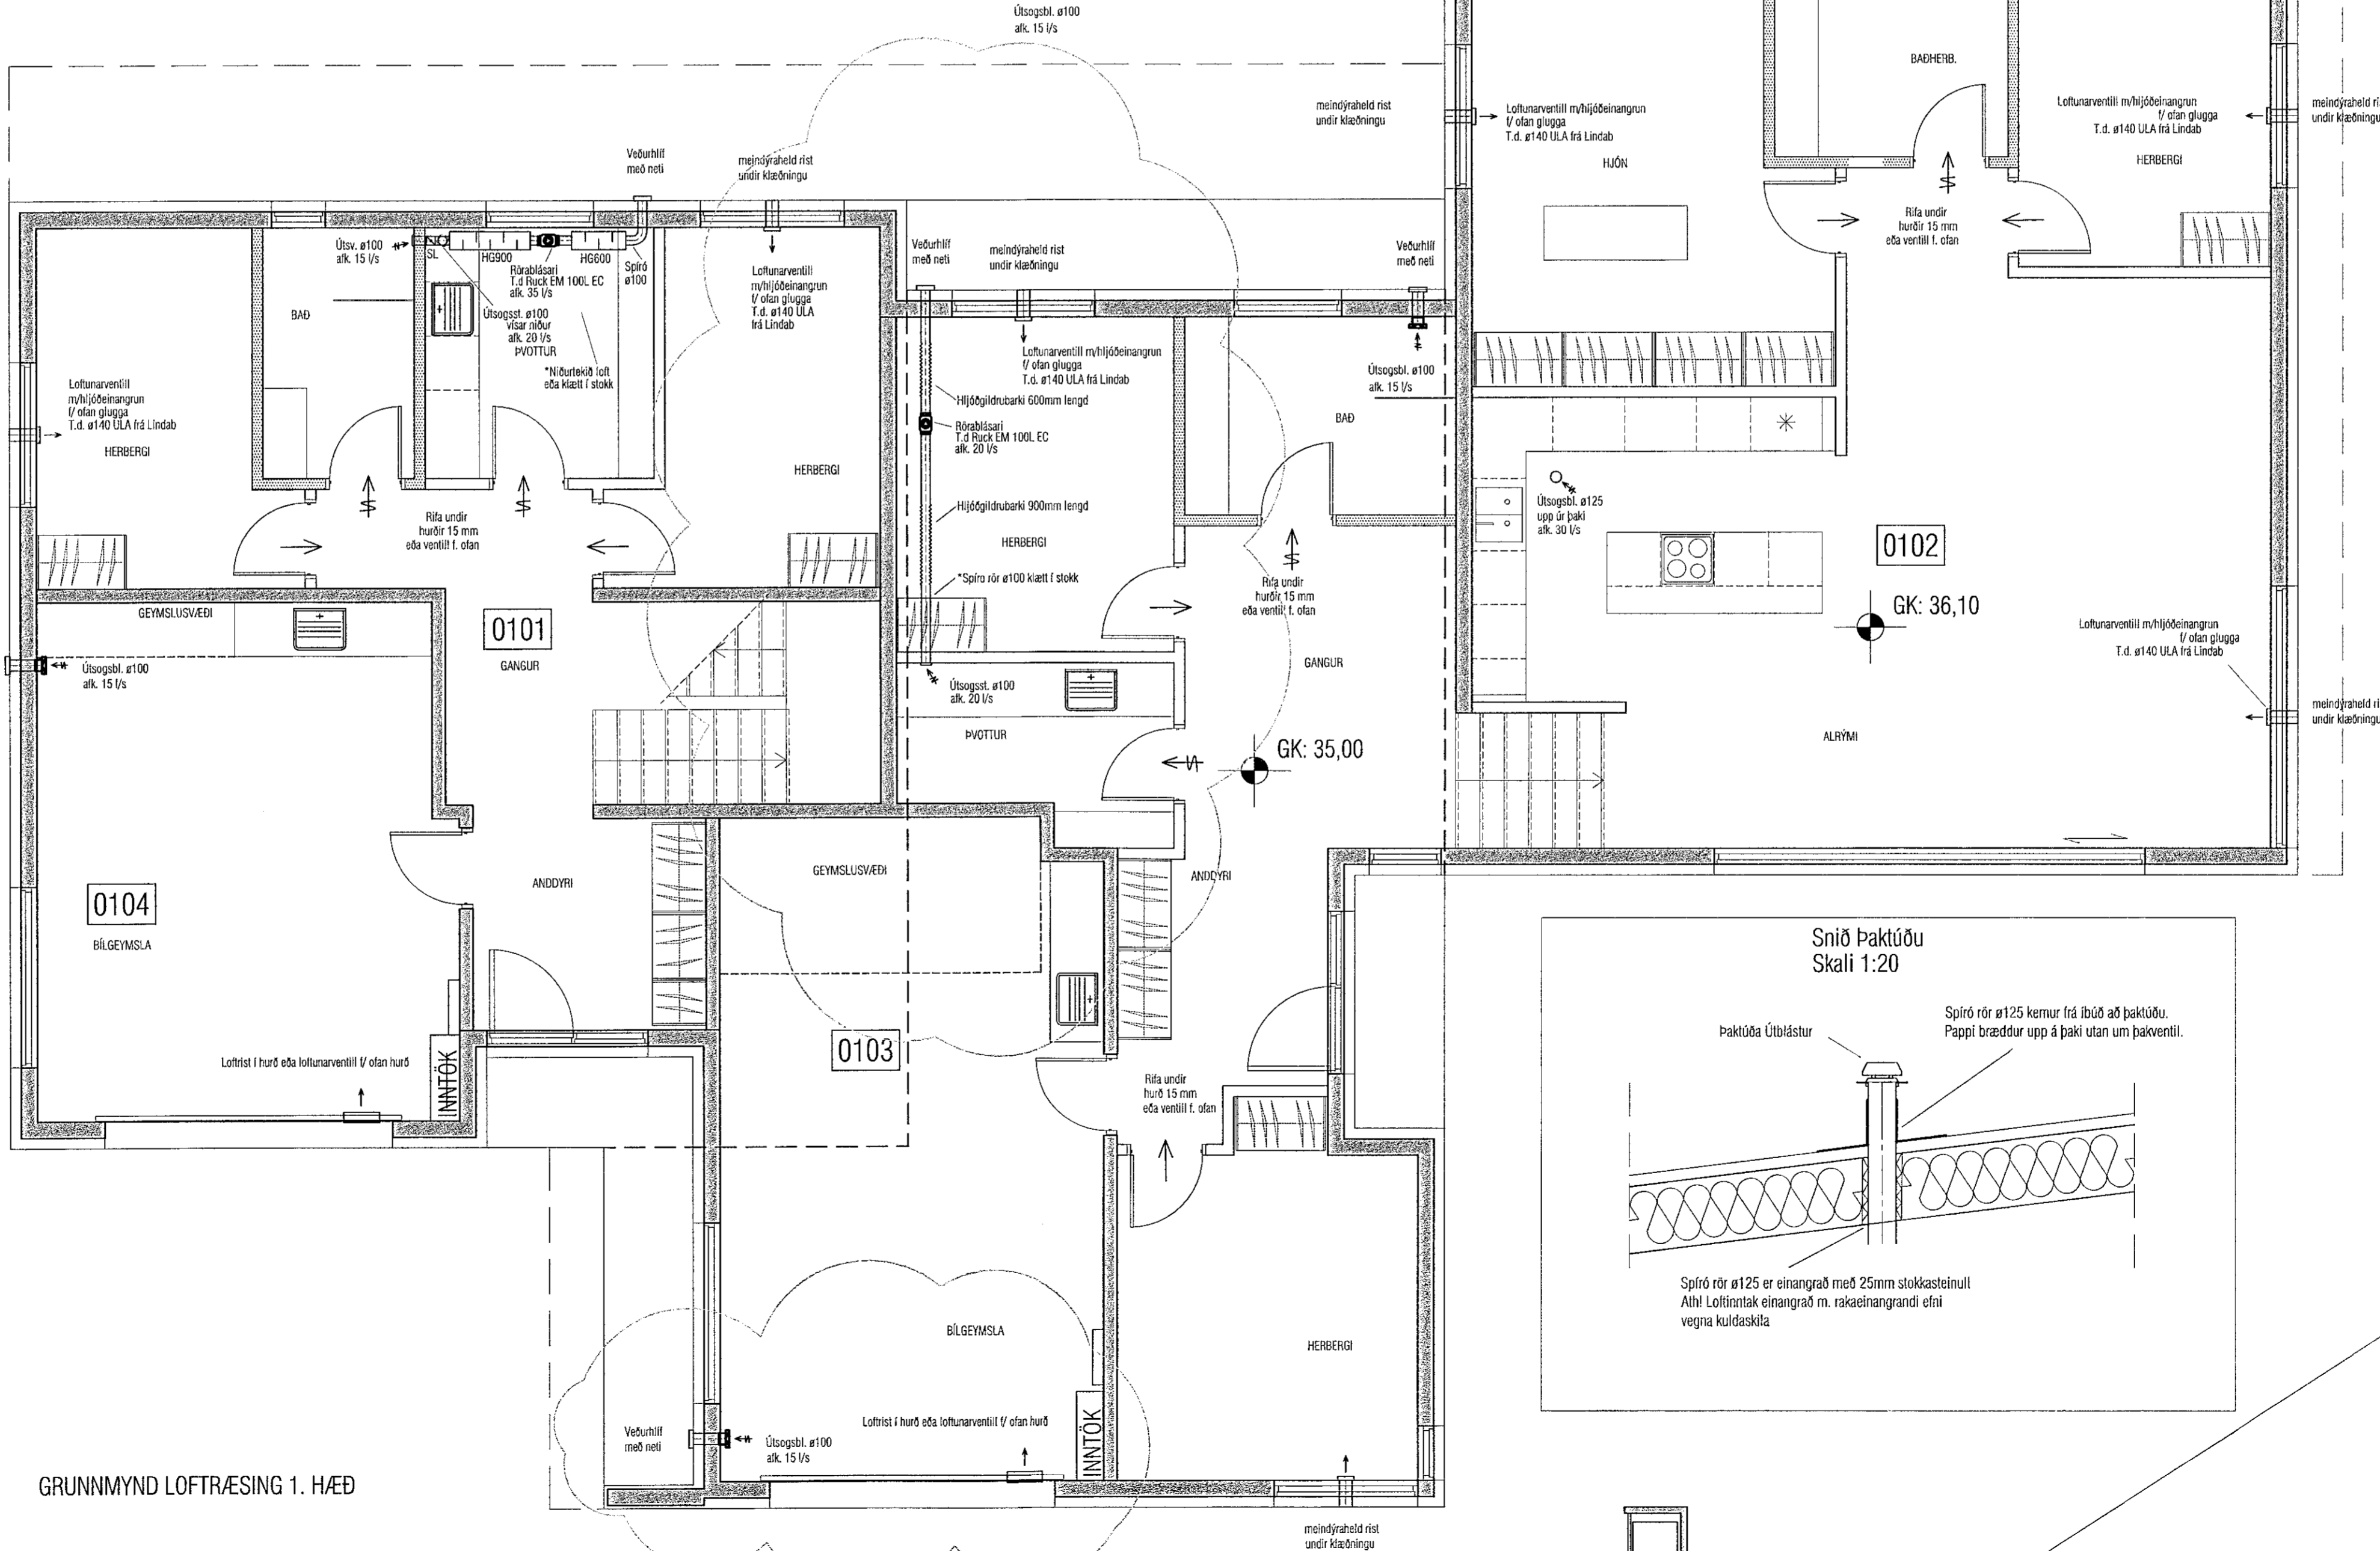 Útsogsbl. ø100
afk. 15 l/s
BAÐHERB.
meindýraheld rist
undir klæðningu
Loftunarventill m/hljóðeinangrun
f/ ofan glugga
T.d. ø140 ULA frá Lindab
HJÓN
Loftunarventill m/hljóðeinangrun
f/ ofan glugga
T.d. ø140 ULA frá Lindab
HERBERGI
meindýraheld ri
undir klæðningu
Veðurhlíf
með neti
meindýraheld rist
undir klæðningu
Rifa undir
hurðir 15 mm
eða ventill f. ofan
Útsv. ø100
afk. 15 l/s
SL
HG900
HG600
Rörablásari
T.d Ruck EM 100L EC
afk. 35 l/s
Spíró
ø100
Útsogsst. ø100
vísar niður
afk. 20 l/s
ÞVOTTUR
*Niðurtekið loft
eða klætt í stokk
BAÐ
Loftunarventill
m/hljóðeinangrun
f/ ofan glugga
T.d. ø140 ULA
frá Lindab
HERBERGI
Veðurhlíf
með neti
meindýraheld rist
undir klæðningu
Veðurhlíf
með neti
Loftunarventill m/hljóðeinangrun
f/ ofan glugga
T.d. ø140 ULA frá Lindab
Hljóðgildrubarki 600mm lengd
Rörablásari
T.d Ruck EM 100L EC
afk. 20 l/s
Útsogsbl. ø100
afk. 15 l/s
BAÐ
Loftunarventill
m/hljóðeinangrun
f/ ofan glugga
T.d. ø140 ULA frá Lindab
HERBERGI
Rifa undir
hurðir 15 mm
eða ventill f. ofan
Hljóðgildrubarki 900mm lengd
HERBERGI
*Spíro rör ø100 klætt í stokk
Rifa undir
hurðir 15 mm
eða ventill f. ofan
Útsogsbl. ø125
upp úr þaki
afk. 30 l/s
0102
GK: 36,10
GEYMSLUSVÆÐI
0101
GANGUR
Útsogsbl. ø100
afk. 15 l/s
Útsogsst. ø100
afk. 20 l/s
ÞVOTTUR
GANGUR
GK: 35,00
Loftunarventill m/hljóðeinangrun
f/ ofan glugga
T.d. ø140 ULA frá Lindab
meindýraheld ri
undir klæðningu
ALRÝMI
0104
BÍLGEYMSLA
ANDDYRI
GEYMSLUSVÆÐI
ANDDYRI
Loftrist í hurð eða loftunarventill f/ ofan hurð
INNTÖK
0103
Rifa undir
hurð 15 mm
eða ventill f. ofan
Snið Þaktúðu
Skali 1:20
Þaktúða Útblástur
Spíró rör ø125 kemur frá íbúð að þaktúðu.
Pappi bræddur upp á þaki utan um þakventil.
Spíró rör ø125 er einangrað með 25mm stokkasteinull
Ath! Loftinntak einangrað m. rakaeinangrandi efni
vegna kuldaskila
BÍLGEYMSLA
HERBERGI
Veðurhlíf
með neti
Útsogsbl. ø100
afk. 15 l/s
Loftrist í hurð eða loftunarventill f/ ofan hurð
INNTÖK
meindýraheld rist
undir klæðningu
GRUNNMYND LOFTRÆSING 1. HÆÐ